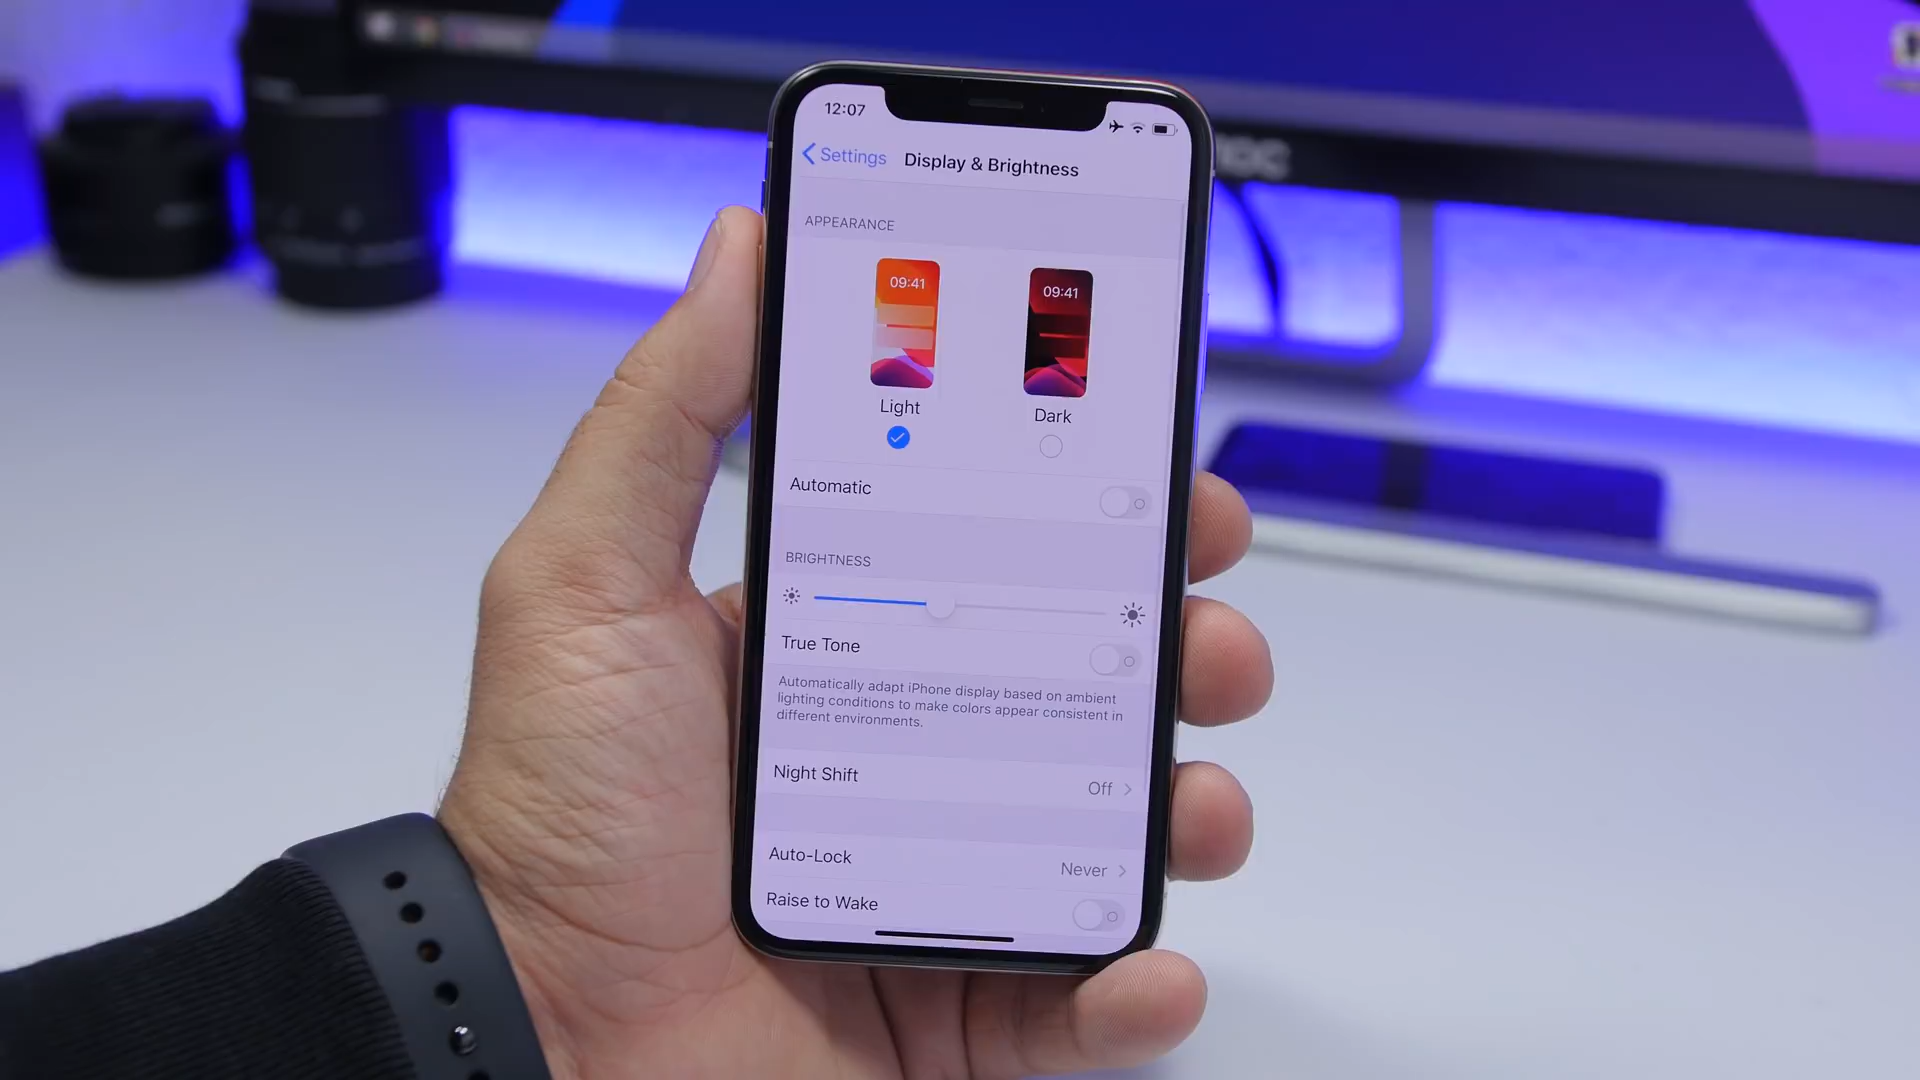 12:07
Settings
Display & Brightness
APPEARANCE
09:41
09:41
Light
Dark
Automatic
BRIGHTNESS
True Tone
Automatically adapt iPhone display based on ambient
lighting conditions to make colors appear consistent in
different environments.
Night Shift
Off
Auto-Lock
Never
Raise to Wake
AOC